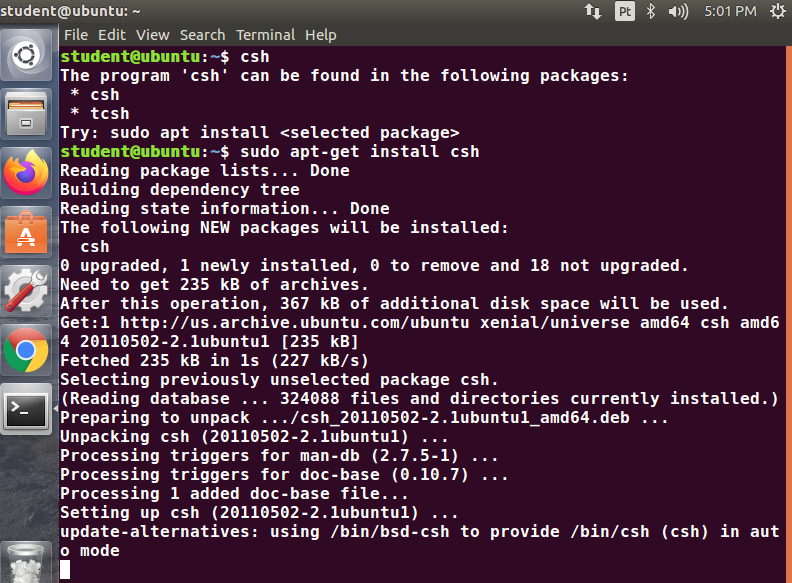 student@ubuntu: ~
Pt
5:01 PM
File Edit View Search Terminal Help
student@ubuntu:~$ csh
The program 'csh' can be found in the following packages:
 * csh
 * tcsh
Try: sudo apt install <selected package>
student@ubuntu:~$ sudo apt-get install csh
Reading package lists... Done
Building dependency tree
Reading state information... Done
The following NEW packages will be installed:
  csh
0 upgraded, 1 newly installed, 0 to remove and 18 not upgraded.
Need to get 235 kB of archives.
After this operation, 367 kB of additional disk space will be used.
Get:1 http://us.archive.ubuntu.com/ubuntu xenial/universe amd64 csh amd6
4 20110502-2.1ubuntu1 [235 kB]
Fetched 235 kB in 1s (227 kB/s)
Selecting previously unselected package csh.
(Reading database ... 324088 files and directories currently installed.)
Preparing to unpack .../csh_20110502-2.1ubuntu1_amd64.deb ...
Unpacking csh (20110502-2.1ubuntu1) ...
Processing triggers for man-db (2.7.5-1) ...
Processing triggers for doc-base (0.10.7) ...
Processing 1 added doc-base file...
Setting up csh (20110502-2.1ubuntu1) ...
update-alternatives: using /bin/bsd-csh to provide /bin/csh (csh) in aut
o mode